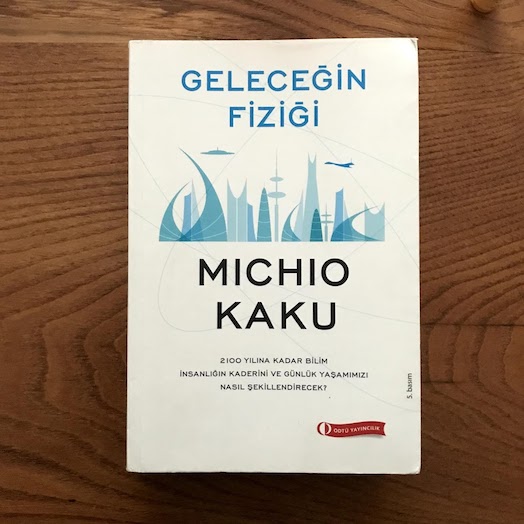 GELECEĞİN
FİZİĞİ
MICHIO
KAKU
2100 YILINA KADAR BİLİM
İNSANLIĞIN KADERİNİ VE GÜNLÜK YAŞAMIMIZI
NASIL ŞEKİLLENDİRECEK?
5. basım
ODTÜ YAYINCILIK